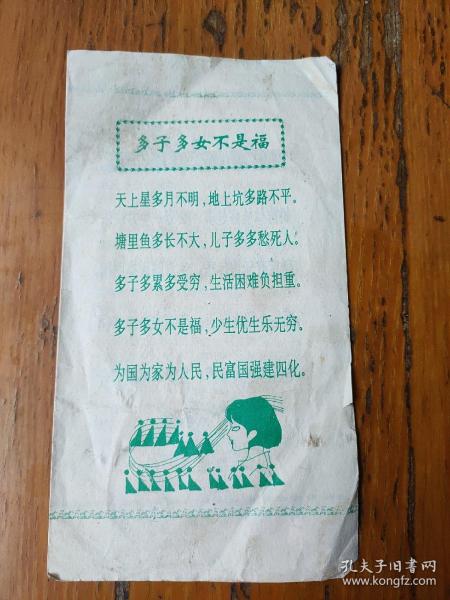 多子多女不是福
天上星多月不明，地上坑多路不平。
塘里鱼多长不大，儿子多多愁死人。
多子多累多受穷，生活困难负担重。
多子多女不是福，少生优生乐无穷。
为国为家为人民，民富国强建四化。
孔夫子旧书网
www.kongfz.com